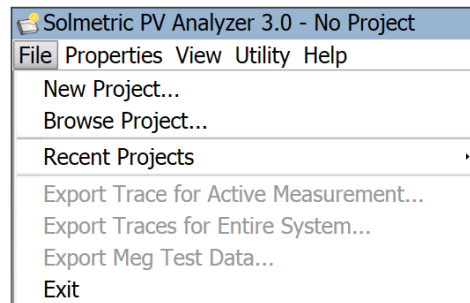 Solmetric PV Analyzer 3.0 - No Project
File Properties View Utility Help
New Project...
Browse Project...
Recent Projects
Export Trace for Active Measurement...
Export Traces for Entire System...
Export Meg Test Data...
Exit